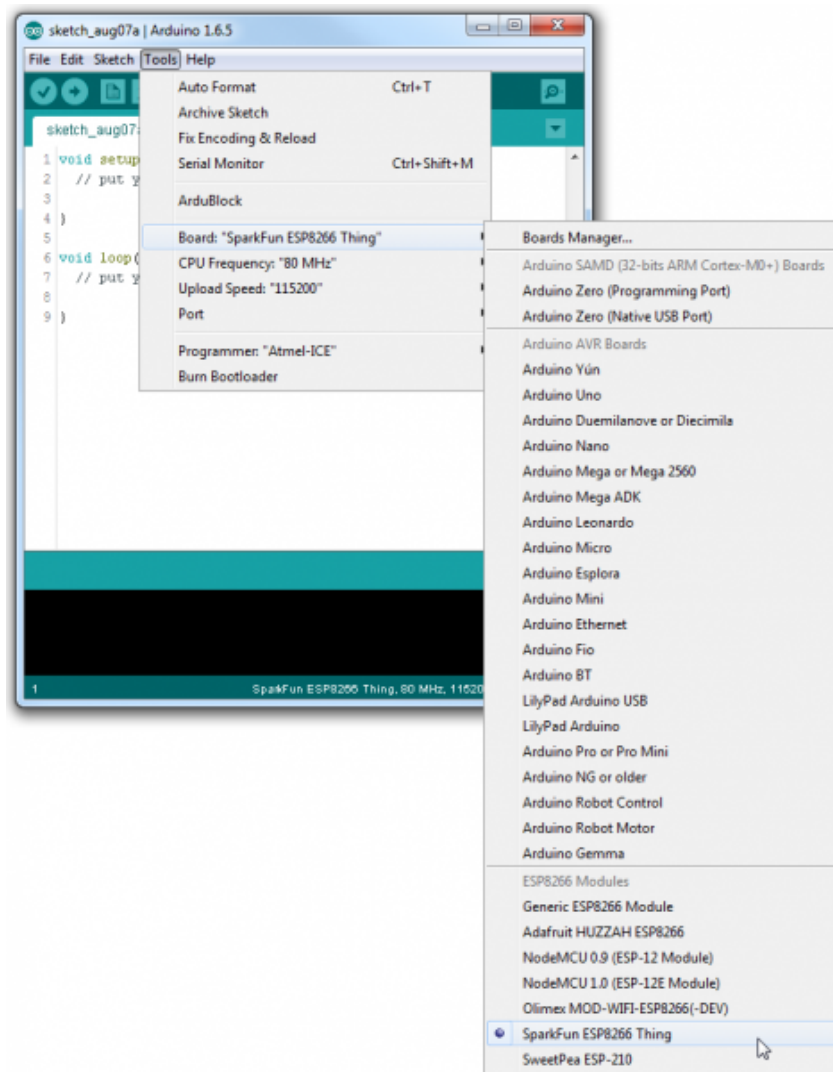 sketch_aug07a | Arduino 1.6.5
File Edit Sketch Tools Help
Auto Format Ctrl+T
Archive Sketch
Fix Encoding & Reload
Serial Monitor Ctrl+Shift+M
ArduBlock
Board: "SparkFun ESP8266 Thing"
CPU Frequency: "80 MHz"
Upload Speed: "115200"
Port
Programmer: "Atmel-ICE"
Burn Bootloader
sketch_aug07
1 void setup
2 // put y
3
4 }
5
6 void loop(
7 // put y
8
9 }
1 SparkFun ESP8266 Thing, 80 MHz, 11520
Boards Manager...
Arduino SAMD (32-bits ARM Cortex-M0+) Boards
Arduino Zero (Programming Port)
Arduino Zero (Native USB Port)
Arduino AVR Boards
Arduino Yún
Arduino Uno
Arduino Duemilanove or Diecimila
Arduino Nano
Arduino Mega or Mega 2560
Arduino Mega ADK
Arduino Leonardo
Arduino Micro
Arduino Esplora
Arduino Mini
Arduino Ethernet
Arduino Fio
Arduino BT
LilyPad Arduino USB
LilyPad Arduino
Arduino Pro or Pro Mini
Arduino NG or older
Arduino Robot Control
Arduino Robot Motor
Arduino Gemma
ESP8266 Modules
Generic ESP8266 Module
Adafruit HUZZAH ESP8266
NodeMCU 0.9 (ESP-12 Module)
NodeMCU 1.0 (ESP-12E Module)
Olimex MOD-WIFI-ESP8266(-DEV)
SparkFun ESP8266 Thing
SweetPea ESP-210